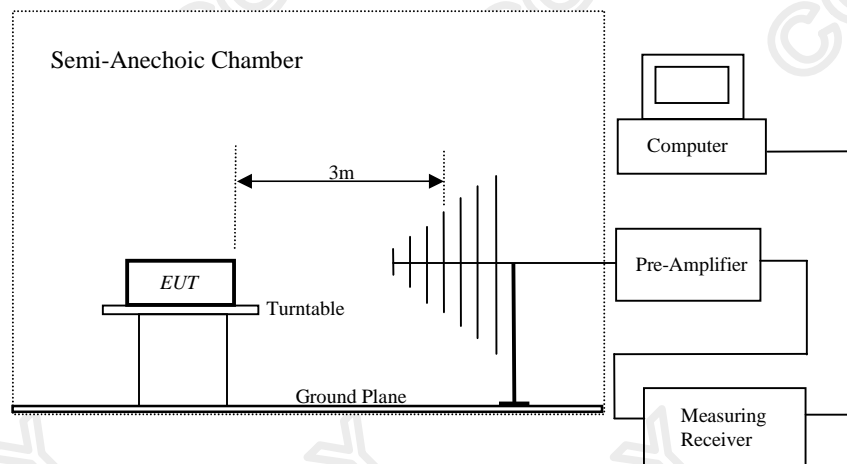 Semi-Anechoic Chamber
Computer
3m
Pre-Amplifier
EUT
Turntable
Ground Plane
Measuring
Receiver